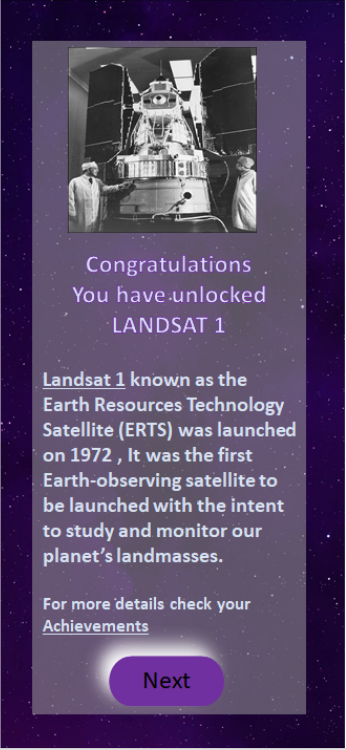 Congratulations
You have unlocked
LANDSAT 1
Landsat 1 known as the
Earth Resources Technology
Satellite (ERTS) was launched
on 1972 , It was the first
Earth-observing satellite to
be launched with the intent
to study and monitor our
planet's landmasses.
For more details check your
Achievements
Next